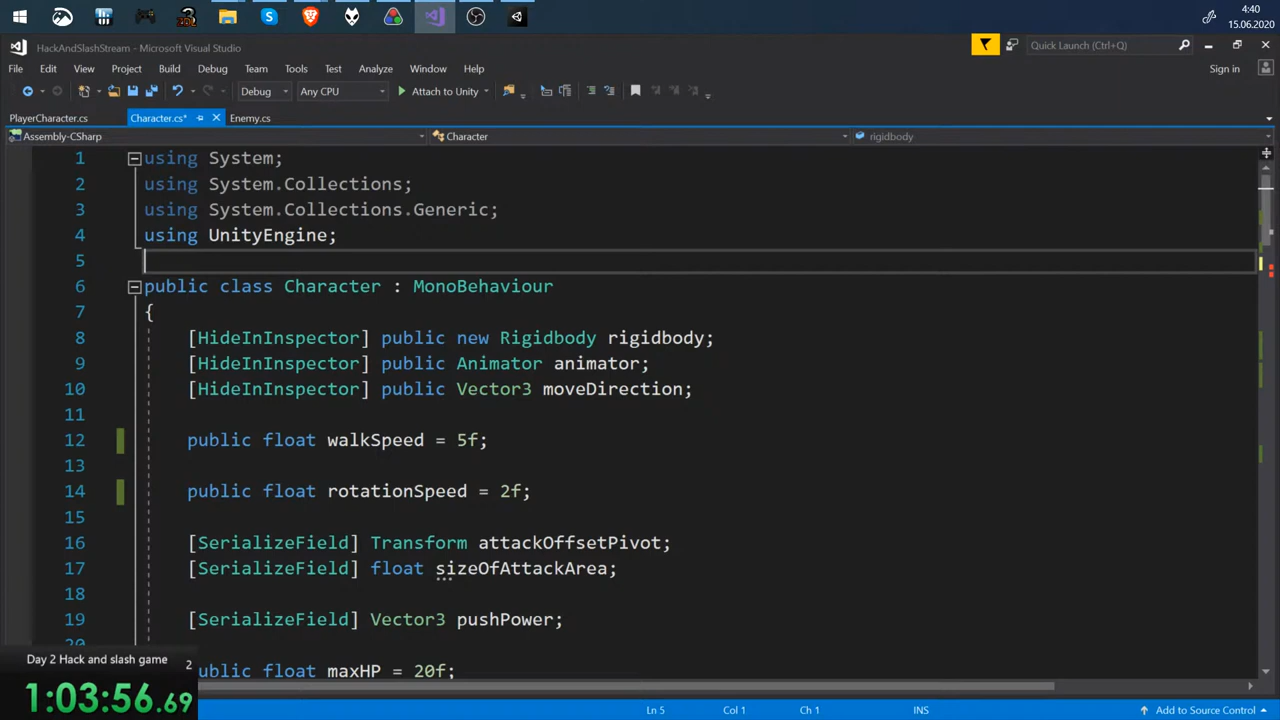 4:40
15.06.2020
HackAndSlashStream - Microsoft Visual Studio
Quick Launch (Ctrl+Q)
File Edit View Project Build Debug Team Tools Test Analyze Window Help
Sign in
Debug Any CPU Attach to Unity
PlayerCharacter.cs Character.cs* Enemy.cs
Assembly-CSharp Character rigidbody
1 using System;
2 using System.Collections;
3 using System.Collections.Generic;
4 using UnityEngine;
5
6 public class Character : MonoBehaviour
7 {
8 [HideInInspector] public new Rigidbody rigidbody;
9 [HideInInspector] public Animator animator;
10 [HideInInspector] public Vector3 moveDirection;
11
12 public float walkSpeed = 5f;
13
14 public float rotationSpeed = 2f;
15
16 [SerializeField] Transform attackOffsetPivot;
17 [SerializeField] float sizeOfAttackArea;
18
19 [SerializeField] Vector3 pushPower;
20
ublic float maxHP = 20f;
Day 2 Hack and slash game 2
1:03:56.69
Ln 5 Col 1 Ch 1 INS Add to Source Control